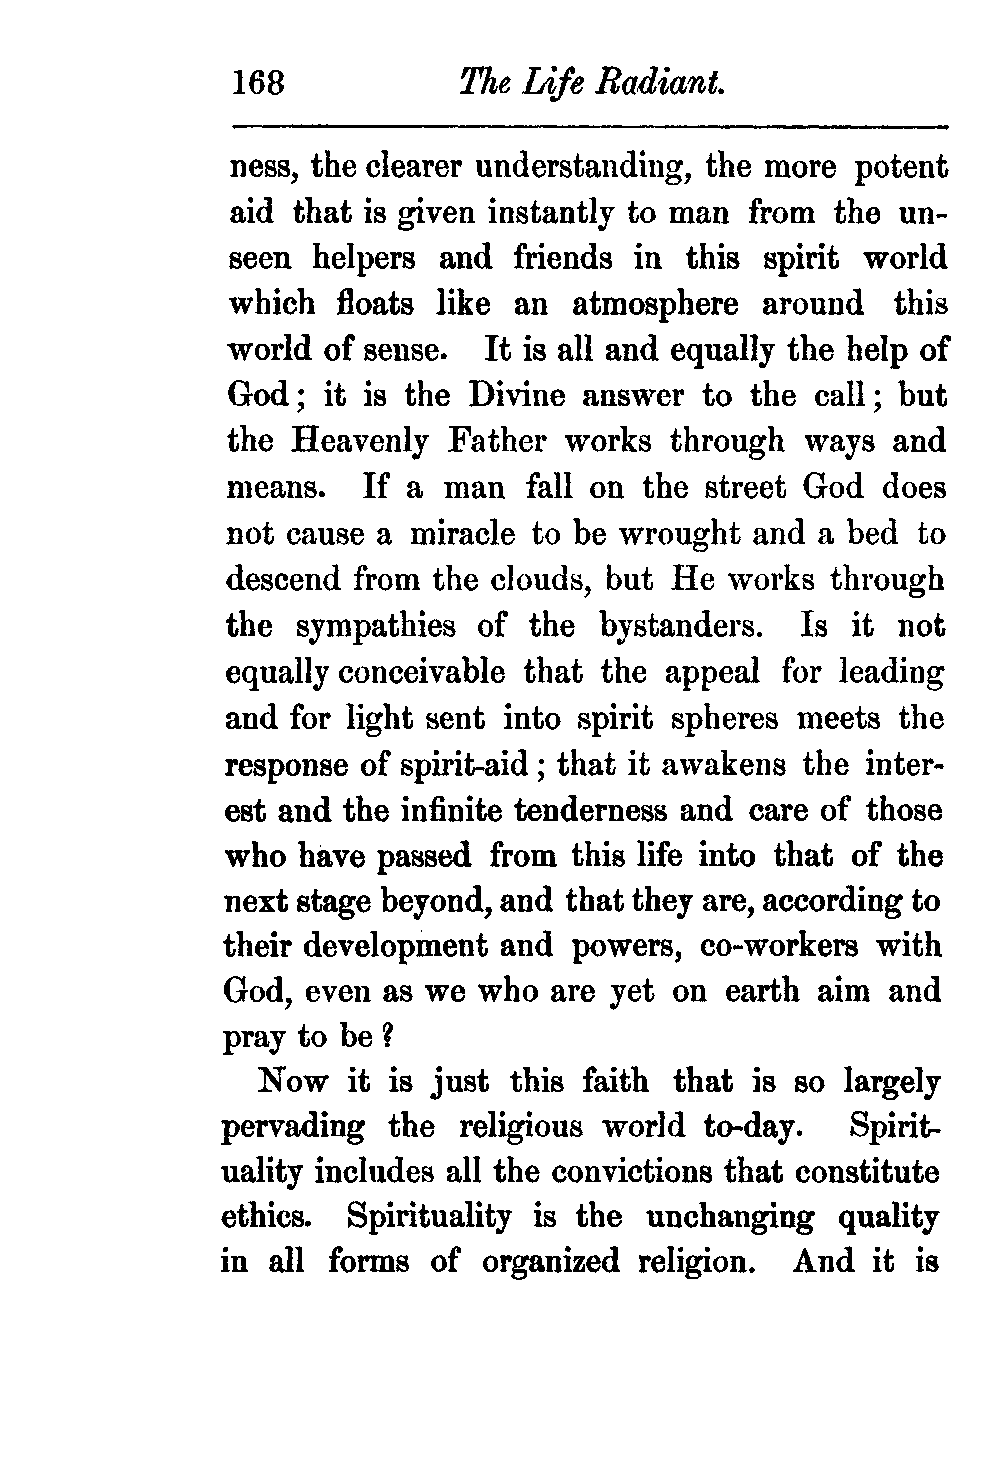 168 The Life Radiant.
ness, the clearer understanding, the more potent
aid that is given instantly to man from the un-
seen helpers and friends in this spirit world
which floats like an atmosphere around this
world of sense. It is all and equally the help of
God; it is the Divine answer to the call; but
the Heavenly Father works through ways and
means. If a man fall on the street God does
not cause a miracle to be wrought and a bed to
descend from the clouds, but He works through
the sympathies of the bystanders. Is it not
equally conceivable that the appeal for leading
and for light sent into spirit spheres meets the
response of spirit-aid; that it awakens the inter-
est and the infinite tenderness and care of those
who have passed from this life into that of the
next stage beyond, and that they are, according to
their development and powers, co-workers with
God, even as we who are yet on earth aim and
pray to be?
Now it is just this faith that is so largely
pervading the religious world to-day. Spirit-
uality includes all the convictions that constitute
ethics. Spirituality is the unchanging quality
in all forms of organized religion. And it is